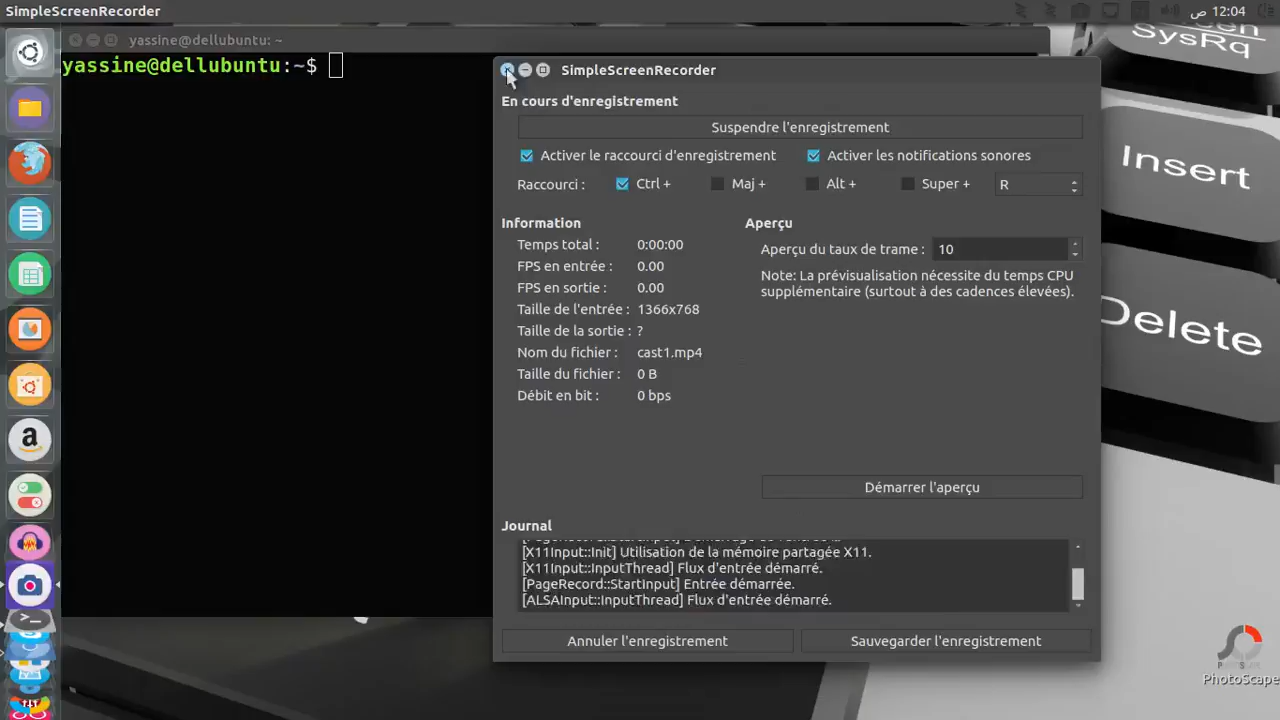 SimpleScreenRecorder
12:04 ص
yassine@dellubuntu: ~
SysRq
yassine@dellubuntu:~$
SimpleScreenRecorder
En cours d'enregistrement
Suspendre l'enregistrement
Activer le raccourci d'enregistrement
Activer les notifications sonores
Insert
Raccourci :
Ctrl +
Maj +
Alt +
Super +
R
Information
Aperçu
Temps total : 0:00:00
Aperçu du taux de trame : 10
FPS en entrée : 0.00
Note: La prévisualisation nécessite du temps CPU
FPS en sortie : 0.00
supplémentaire (surtout à des cadences élevées).
Taille de l'entrée : 1366x768
Delete
Taille de la sortie : ?
Nom du fichier : cast1.mp4
Taille du fichier : 0 B
Débit en bit : 0 bps
Démarrer l'aperçu
Journal
[X11Input::Init] Utilisation de la mémoire partagée X11.
[X11Input::InputThread] Flux d'entrée démarré.
[PageRecord::StartInput] Entrée démarrée.
[ALSAInput::InputThread] Flux d'entrée démarré.
Annuler l'enregistrement
Sauvegarder l'enregistrement
PhotoScape